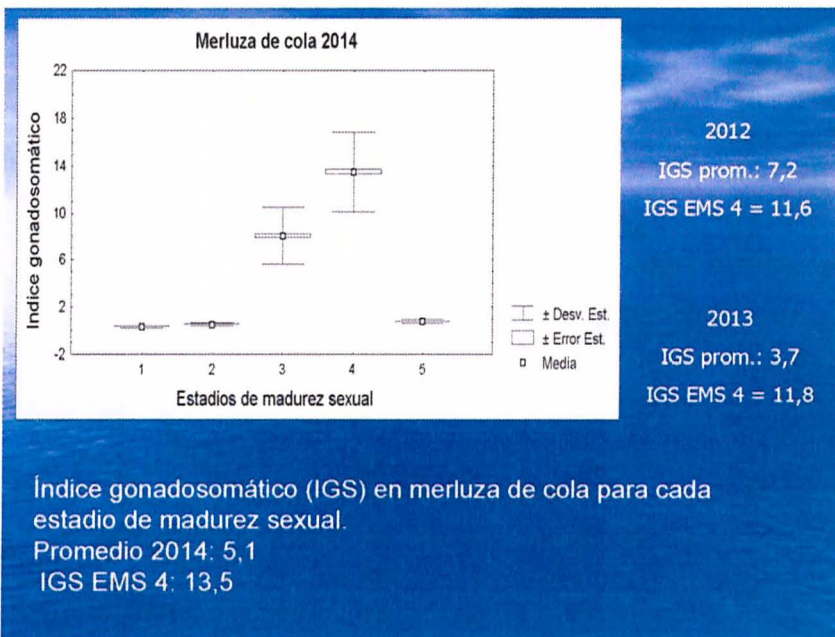 Merluza de cola 2014
Indice gonadosomático
22
18
14
10
6
2
-2
1 2 3 4 5
Estadios de madurez sexual
± Desv. Est.
± Error Est.
Media
2012
IGS prom.: 7,2
IGS EMS 4 = 11,6
2013
IGS prom.: 3,7
IGS EMS 4 = 11,8
Índice gonadosomático (IGS) en merluza de cola para cada
estadio de madurez sexual.
Promedio 2014: 5,1
IGS EMS 4: 13,5